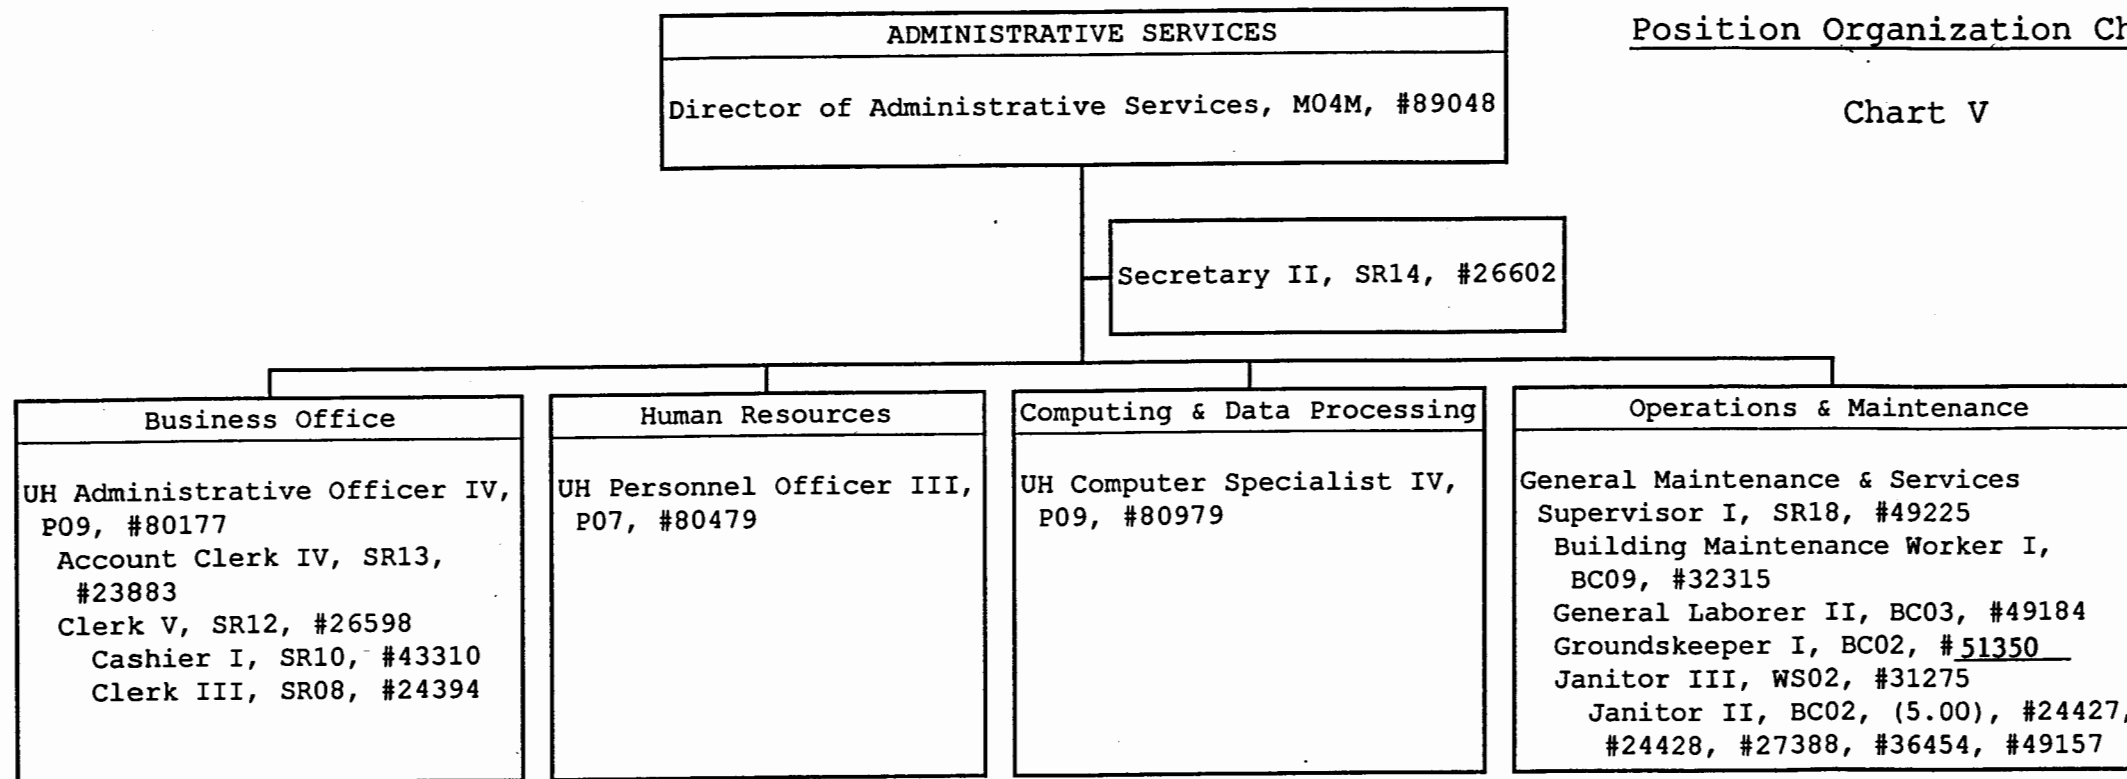 ADMINISTRATIVE SERVICES
Director of Administrative Services, M04M, #89048
Position Organization Ch
Chart V
Secretary II, SR14, #26602
Business Office
UH Administrative Officer IV,
P09, #80177
Account Clerk IV, SR13,
#23883
Clerk V, SR12, #26598
Cashier I, SR10, #43310
Clerk III, SR08, #24394
Human Resources
UH Personnel Officer III,
P07, #80479
Computing & Data Processing
UH Computer Specialist IV,
P09, #80979
Operations & Maintenance
General Maintenance & Services
Supervisor I, SR18, #49225
Building Maintenance Worker I,
BC09, #32315
General Laborer II, BC03, #49184
Groundskeeper I, BC02, #51350
Janitor III, WS02, #31275
Janitor II, BC02, (5.00), #24427,
#24428, #27388, #36454, #49157